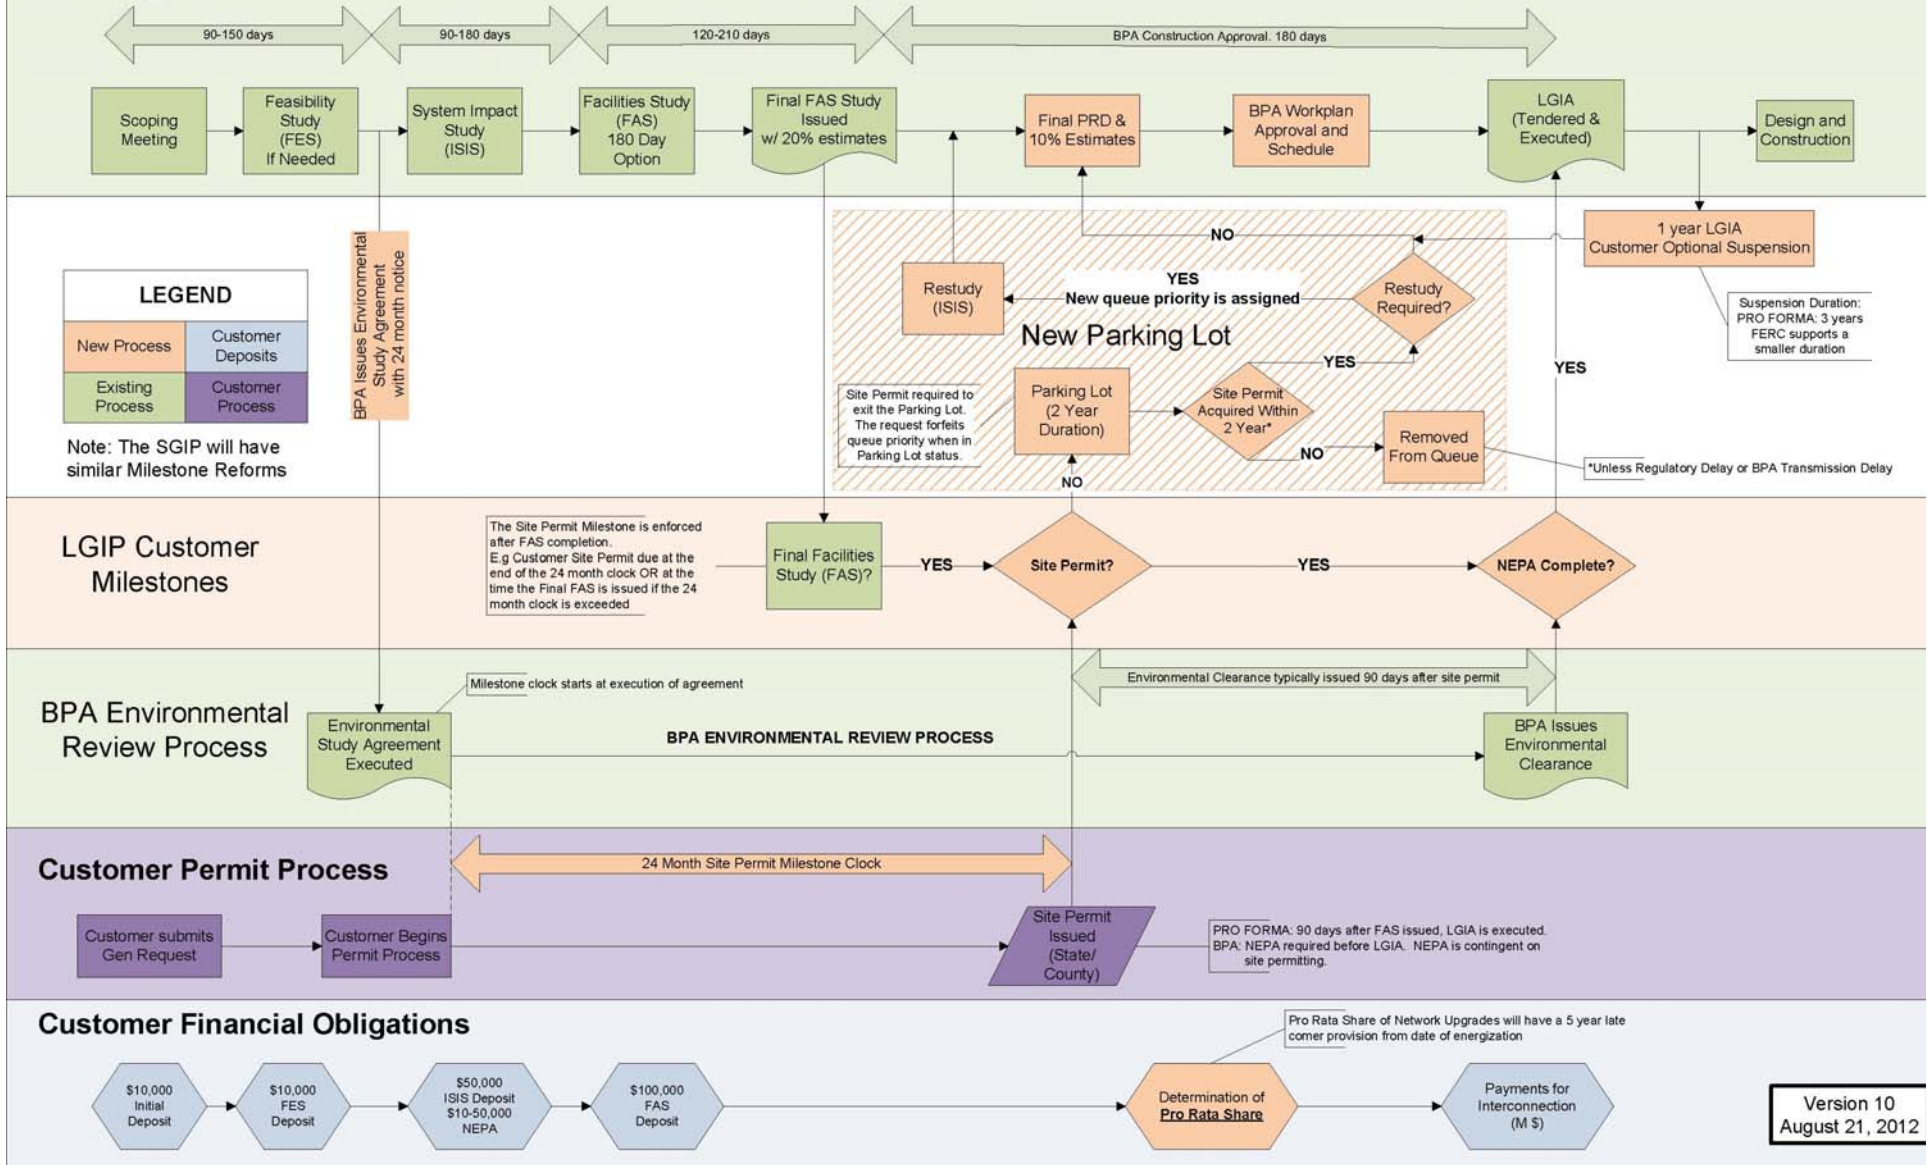 90-150 days
90-180 days
120-210 days
BPA Construction Approval. 180 days
Scoping
Meeting
Feasibility
Study
(FES)
If Needed
System Impact
Study
(ISIS)
Facilities Study
(FAS)
180 Day
Option
Final FAS Study
Issued
w/ 20% estimates
Final PRD &
10% Estimates
BPA Workplan
Approval and
Schedule
LGIA
(Tendered &
Executed)
Design and
Construction
BPA Issues Environmental
Study Agreement
with 24 month notice
LEGEND
New Process
Customer
Deposits
Existing
Process
Customer
Process
Note: The SGIP will have
similar Milestone Reforms
NO
Restudy
(ISIS)
YES
New queue priority is assigned
Restudy
Required?
New Parking Lot
1 year LGIA
Customer Optional Suspension
Suspension Duration:
PRO FORMA: 3 years
FERC supports a
smaller duration
YES
YES
Site Permit required to
exit the Parking Lot.
The request forfeits
queue priority when in
Parking Lot status.
Parking Lot
(2 Year
Duration)
Site Permit
Acquired Within
2 Year*
NO
Removed
From Queue
*Unless Regulatory Delay or BPA Transmission Delay
NO
LGIP Customer
Milestones
The Site Permit Milestone is enforced
after FAS completion.
E.g Customer Site Permit due at the
end of the 24 month clock OR at the
time the Final FAS is issued if the 24
month clock is exceeded
Final Facilities
Study (FAS)?
YES
Site Permit?
YES
NEPA Complete?
BPA Environmental
Review Process
Milestone clock starts at execution of agreement
Environmental Clearance typically issued 90 days after site permit
Environmental
Study Agreement
Executed
BPA ENVIRONMENTAL REVIEW PROCESS
BPA Issues
Environmental
Clearance
Customer Permit Process
24 Month Site Permit Milestone Clock
Customer submits
Gen Request
Customer Begins
Permit Process
Site Permit
Issued
(State/
County)
PRO FORMA: 90 days after FAS issued, LGIA is executed.
BPA: NEPA required before LGIA. NEPA is contingent on
site permitting.
Customer Financial Obligations
Pro Rata Share of Network Upgrades will have a 5 year late
comer provision from date of energization
$10,000
Initial
Deposit
$10,000
FES
Deposit
$50,000
ISIS Deposit
$10-50,000
NEPA
$100,000
FAS
Deposit
Determination of
Pro Rata Share
Payments for
Interconnection
(M $)
Version 10
August 21, 2012